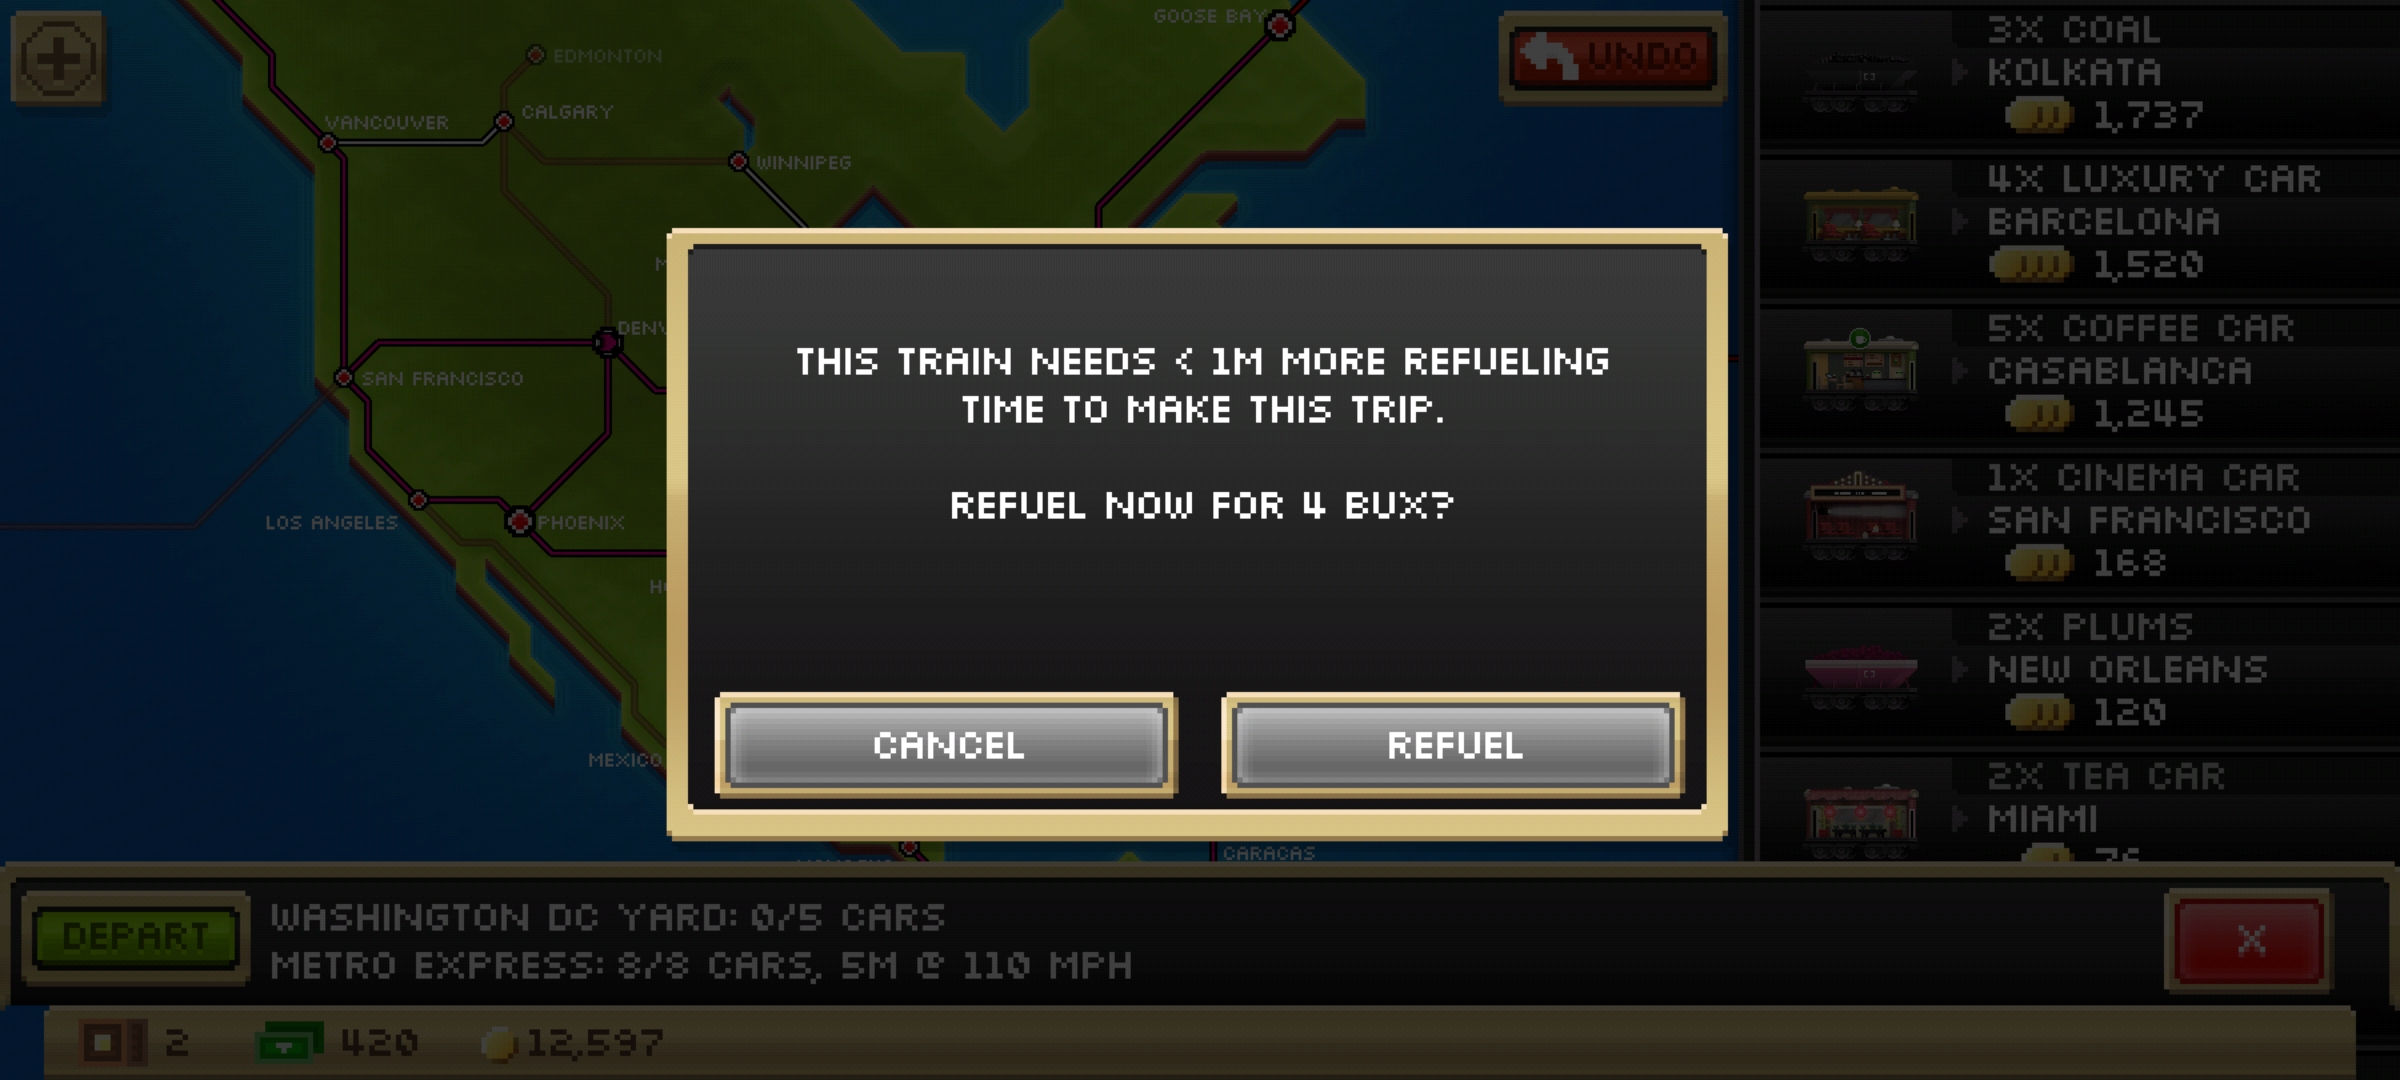 GOOSE BAY
UNDO
EDMONTON
CALGARY
VANCOUVER
WINNIPEG
SAN FRANCISCO
LOS ANGELES
PHOENIX
MEXICO
CARACAS
THIS TRAIN NEEDS < 1M MORE REFUELING
TIME TO MAKE THIS TRIP.
REFUEL NOW FOR 4 BUX?
CANCEL
REFUEL
3X COAL
KOLKATA
1,737
4X LUXURY CAR
BARCELONA
1,520
5X COFFEE CAR
CASABLANCA
1,245
1X CINEMA CAR
SAN FRANCISCO
168
2X PLUMS
NEW ORLEANS
120
2X TEA CAR
MIAMI
76
DEPART
WASHINGTON DC YARD: 0/5 CARS
METRO EXPRESS: 8/8 CARS, 5M @ 110 MPH
X
2
420
12,597